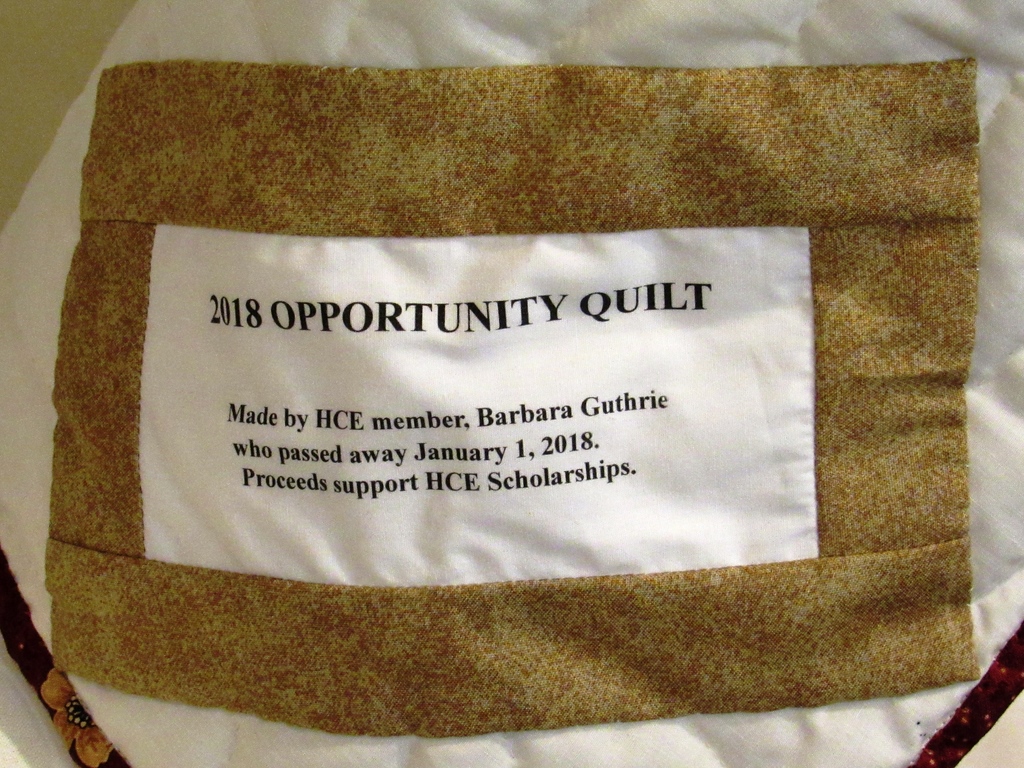 2018 OPPORTUNITY QUILT
Made by HCE member, Barbara Guthrie
who passed away January 1, 2018.
Proceeds support HCE Scholarships.